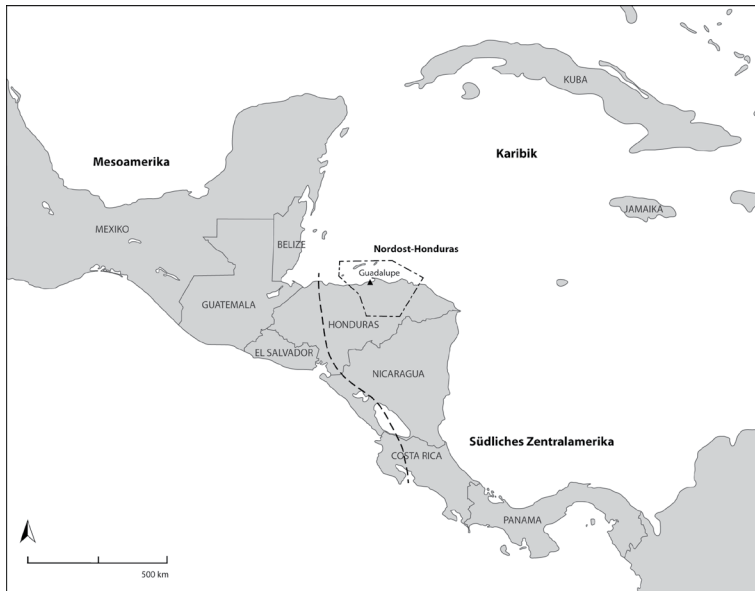 KUBA
Mesoamerika
Karibik
JAMAIKA
MEXIKO
BELIZE
Nordost-Honduras
Guadalupe
GUATEMALA
HONDURAS
EL SALVADOR
NICARAGUA
Südliches Zentralamerika
COSTA RICA
PANAMA
500 km